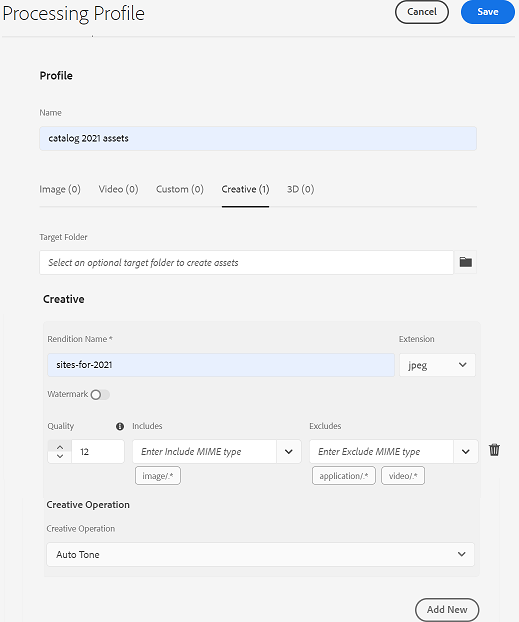 Processing Profile
Cancel
Save
Profile
Name
catalog 2021 assets
Image (0) Video (0) Custom (0) Creative (1) 3D (0)
Target Folder
Select an optional target folder to create assets
Creative
Rendition Name * Extension
sites-for-2021 jpeg
Watermark
Quality Includes Excludes
12 Enter Include MIME type Enter Exclude MIME type
image/.* application/.* video/.*
Creative Operation
Creative Operation
Auto Tone
Add New